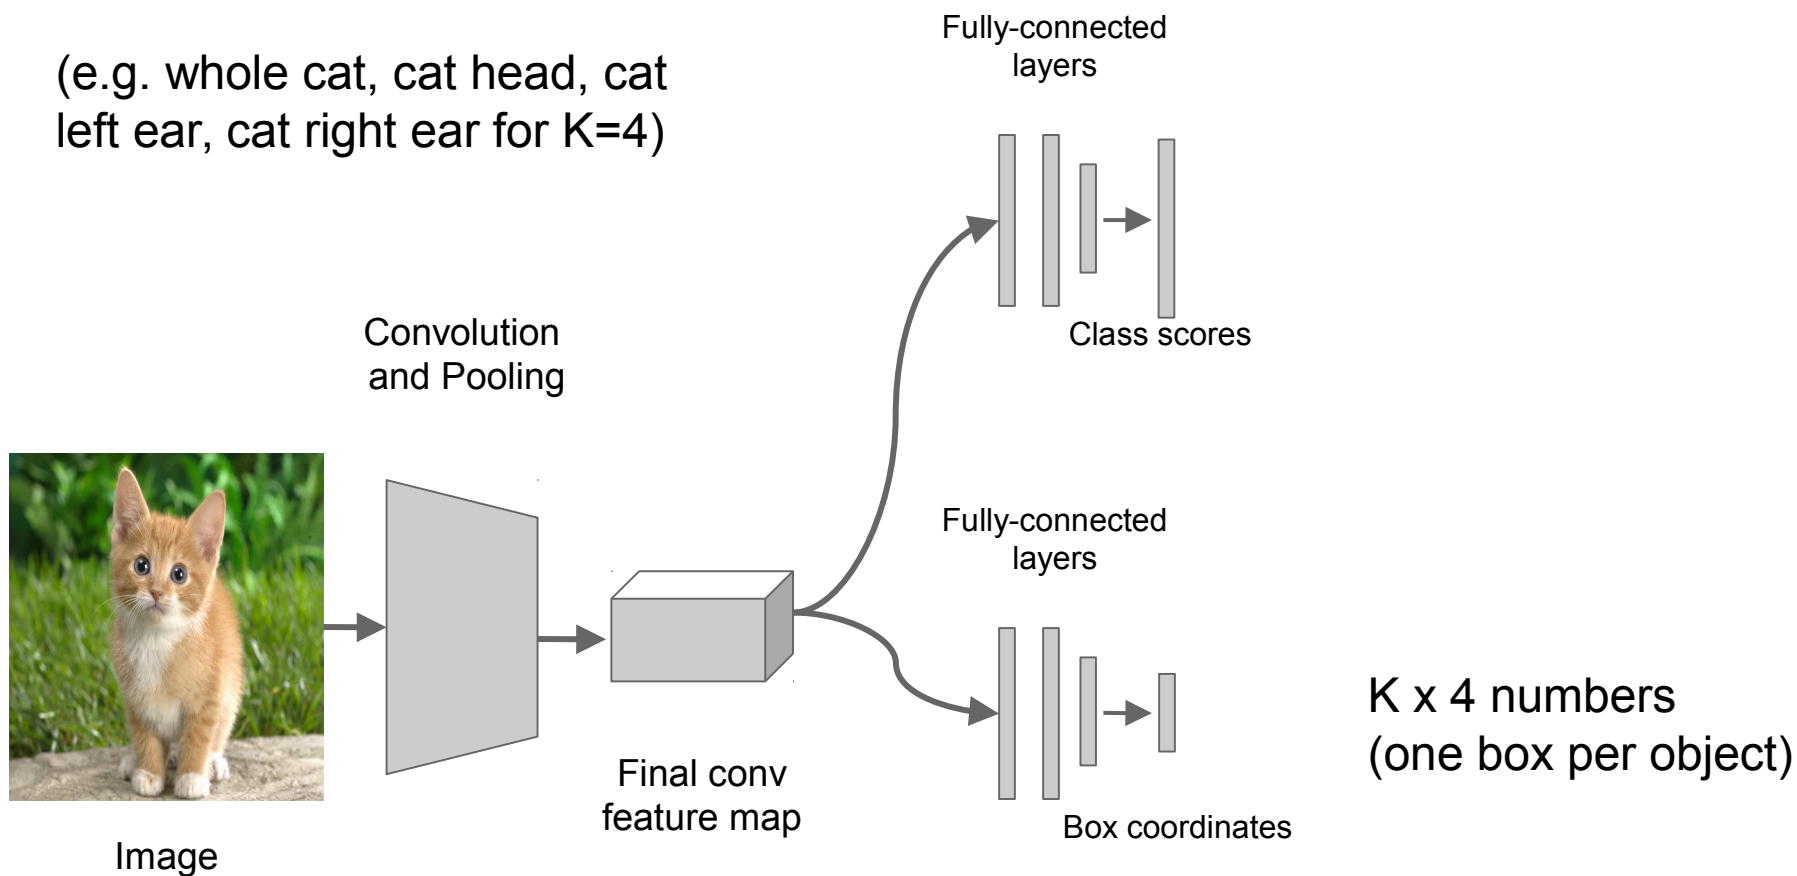 (e.g. whole cat, cat head, cat
left ear, cat right ear for K=4)
Fully-connected
layers
Class scores
Convolution
and Pooling
Image
Final conv
feature map
Fully-connected
layers
Box coordinates
K x 4 numbers
(one box per object)